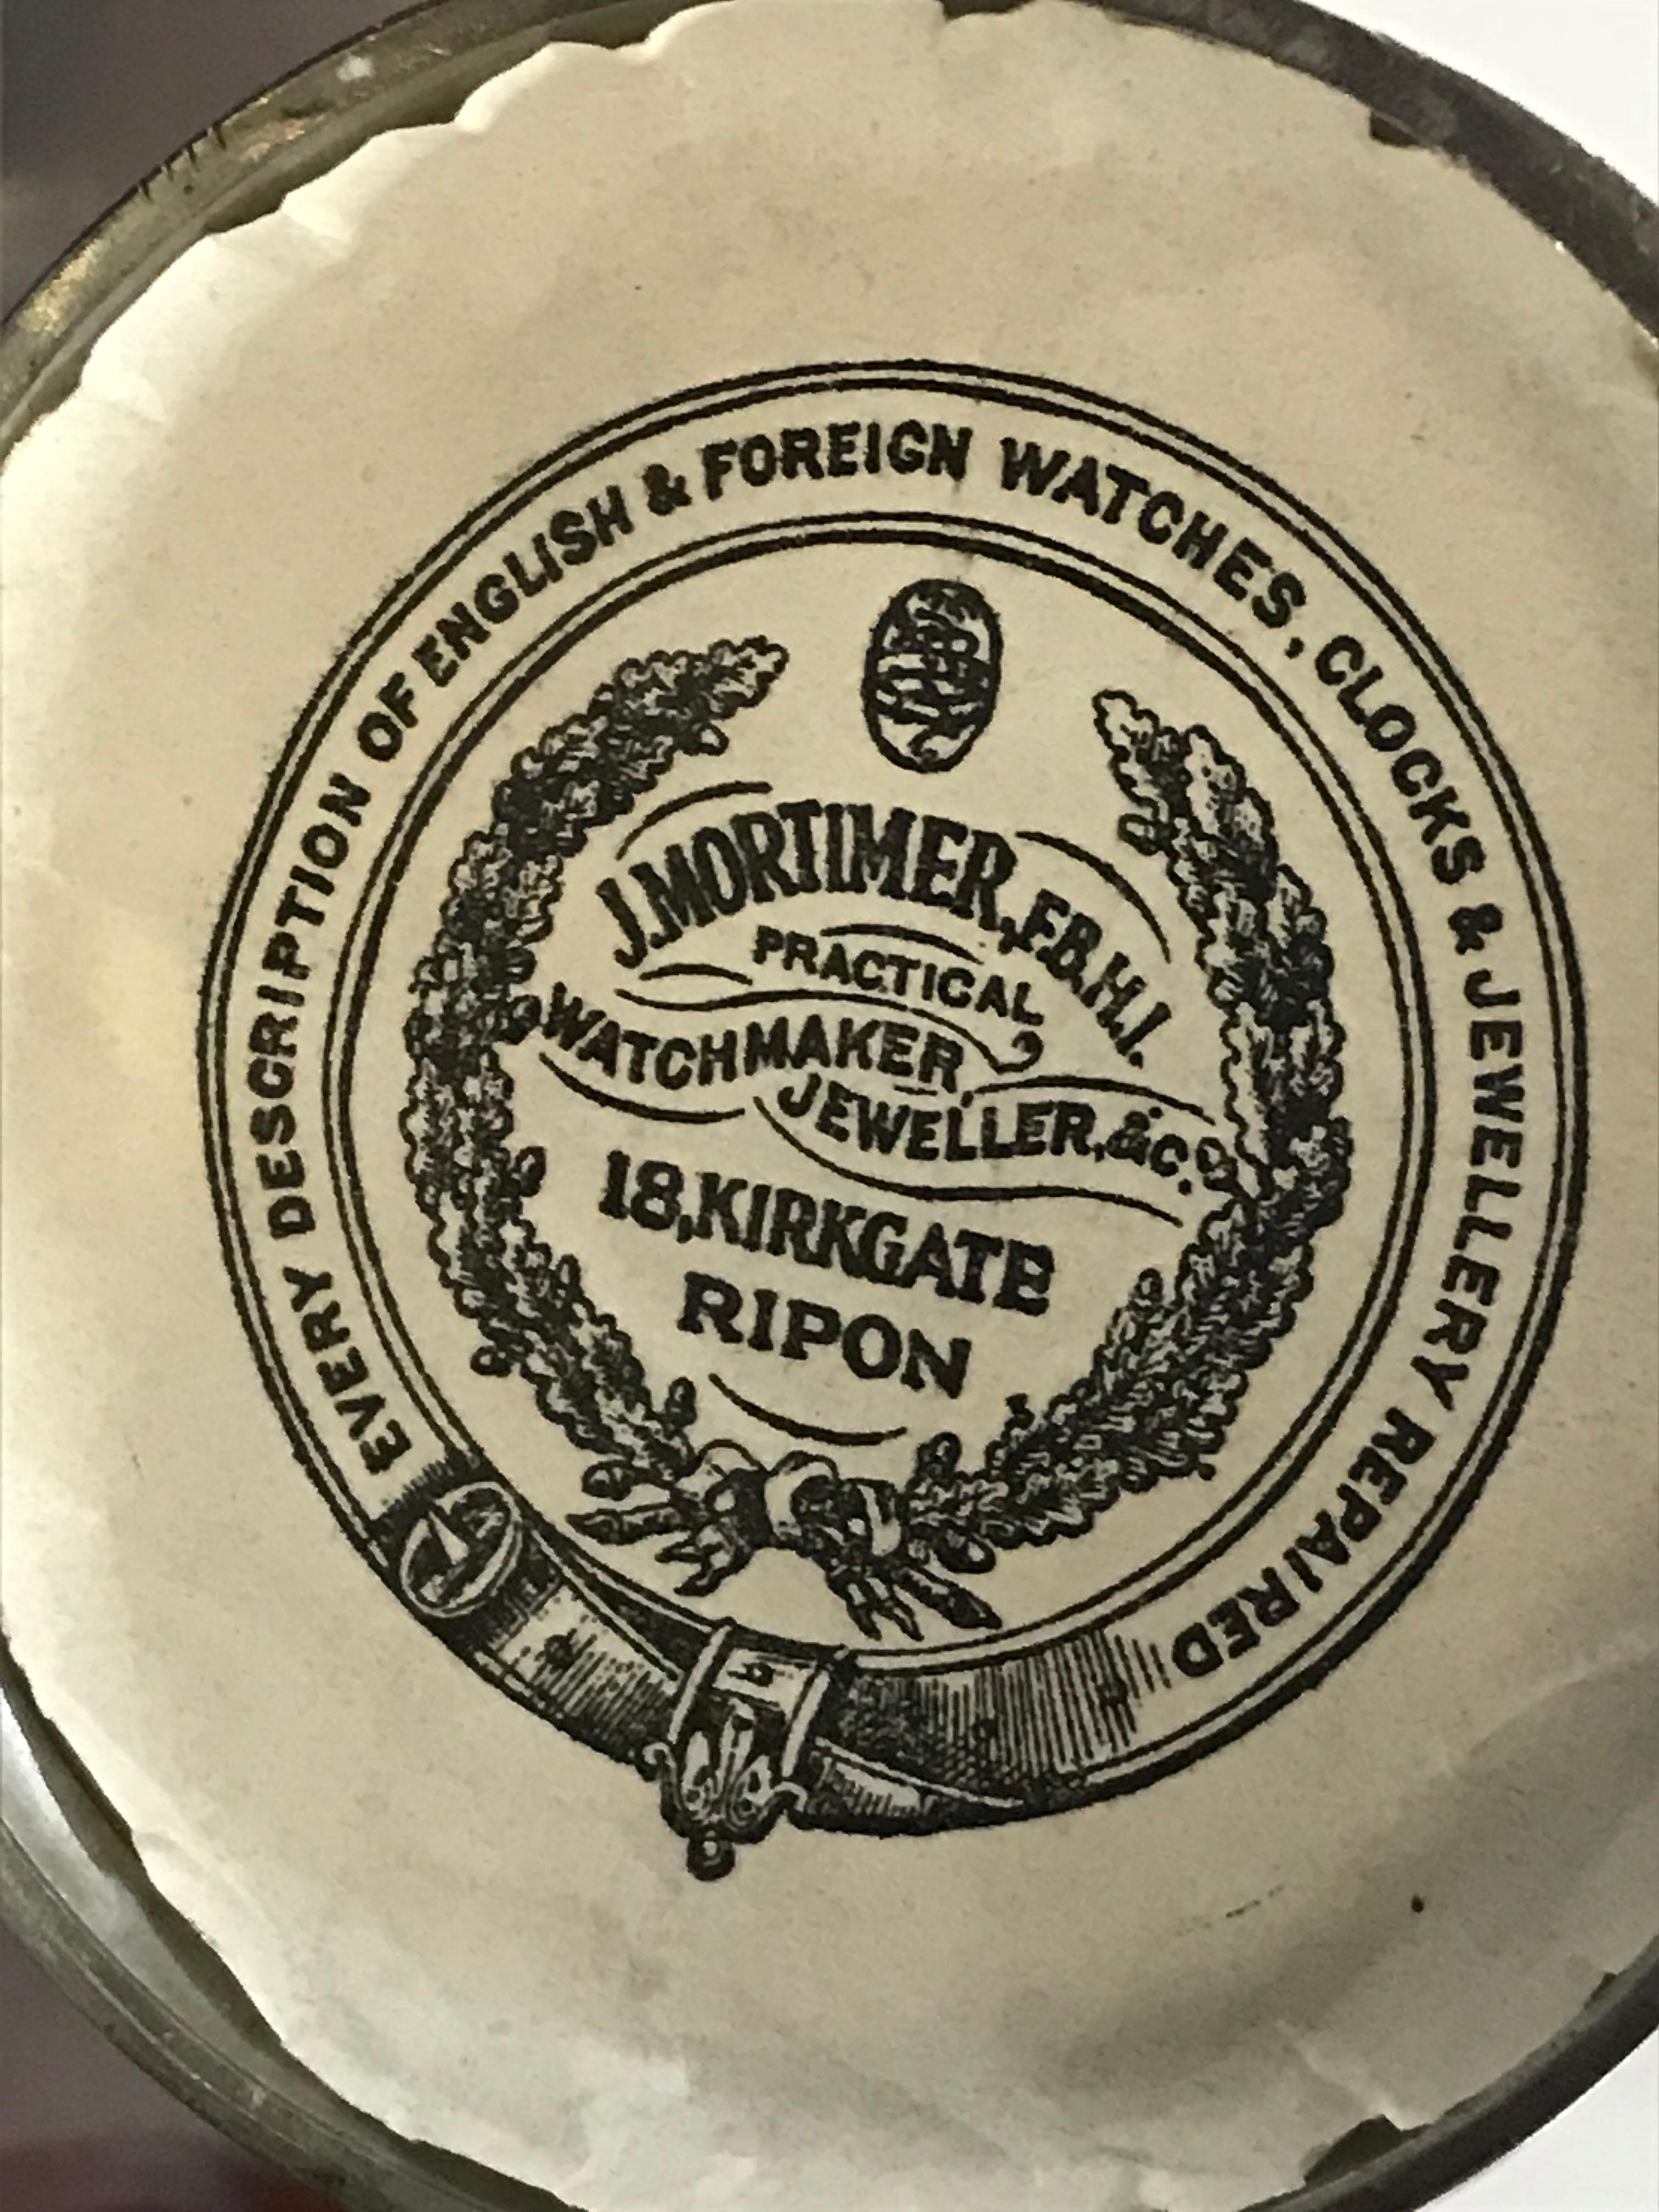 EVERY DESCRIPTION OF ENGLISH & FOREIGN WATCHES, CLOCKS & JEWELLERY REPAIRED
J. MORTIMER, F.B.H.I.
PRACTICAL
WATCHMAKER,
JEWELLER, &c.
18, KIRKGATE
RIPON